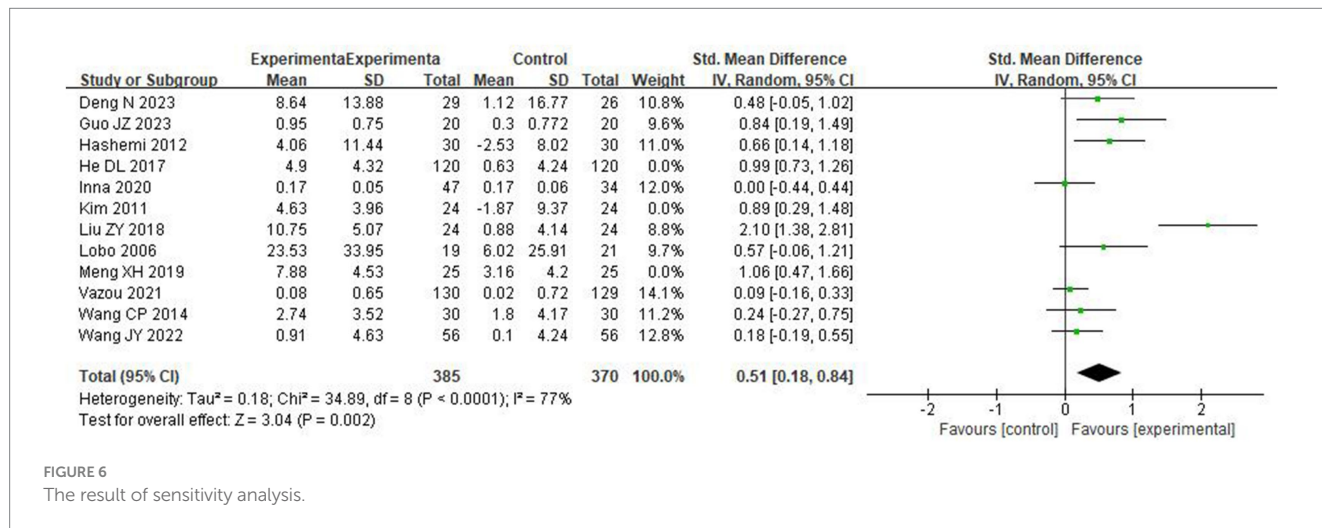 ExperimentaExperimenta Control Std. Mean Difference Std. Mean Difference
Study or Subgroup Mean SD Total Mean SD Total Weight IV, Random, 95% CI IV, Random, 95% CI
Deng N 2023 8.64 13.88 29 1.12 16.77 26 10.8% 0.48 [-0.05, 1.02]
Guo JZ 2023 0.95 0.75 20 0.3 0.772 20 9.6% 0.84 [0.19, 1.49]
Hashemi 2012 4.06 11.44 30 -2.53 8.02 30 11.0% 0.66 [0.14, 1.18]
He DL 2017 4.9 4.32 120 0.63 4.24 120 0.0% 0.99 [0.73, 1.26]
Inna 2020 0.17 0.05 47 0.17 0.06 34 12.0% 0.00 [-0.44, 0.44]
Kim 2011 4.63 3.96 24 -1.87 9.37 24 0.0% 0.89 [0.29, 1.48]
Liu ZY 2018 10.75 5.07 24 0.88 4.14 24 8.8% 2.10 [1.38, 2.81]
Lobo 2006 23.53 33.95 19 6.02 25.91 21 9.7% 0.57 [-0.06, 1.21]
Meng XH 2019 7.88 4.53 25 3.16 4.2 25 0.0% 1.06 [0.47, 1.66]
Vazou 2021 0.08 0.65 130 0.02 0.72 129 14.1% 0.09 [-0.16, 0.33]
Wang CP 2014 2.74 3.52 30 1.8 4.17 30 11.2% 0.24 [-0.27, 0.75]
Wang JY 2022 0.91 4.63 56 0.1 4.24 56 12.8% 0.18 [-0.19, 0.55]
Total (95% CI) 385 370 100.0% 0.51 [0.18, 0.84]
Heterogeneity: Tau² = 0.18; Chi² = 34.89, df = 8 (P < 0.0001); I² = 77%
Test for overall effect: Z = 3.04 (P = 0.002)
-2 -1 0 1 2
Favours [control] Favours [experimental]
FIGURE 6
The result of sensitivity analysis.